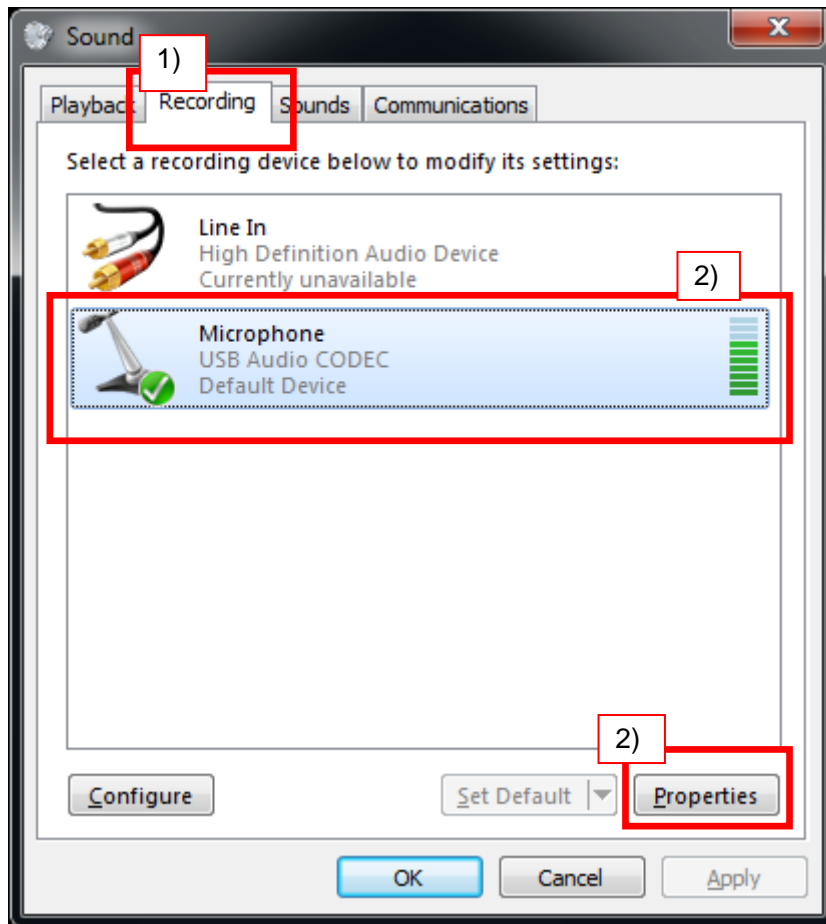 Sound
1)
Playback Recording Sounds Communications
Select a recording device below to modify its settings:
Line In
High Definition Audio Device
Currently unavailable
2)
Microphone
USB Audio CODEC
Default Device
2)
Configure Set Default Properties
OK Cancel Apply